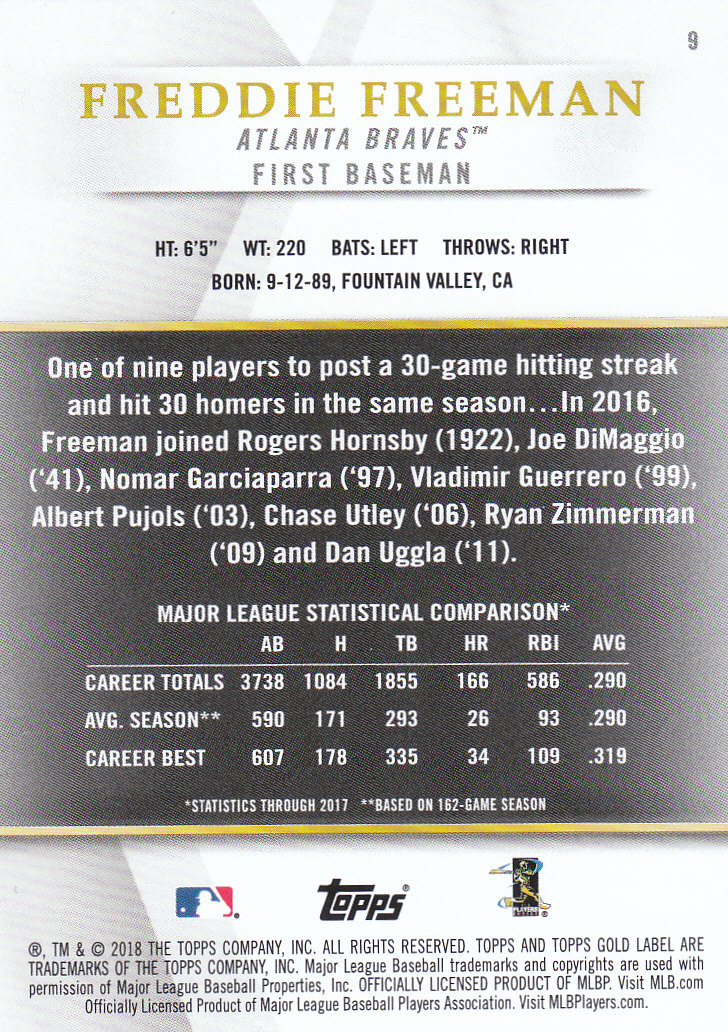 9
FREDDIE FREEMAN
ATLANTA BRAVES™
FIRST BASEMAN
HT: 6'5" WT: 220 BATS: LEFT THROWS: RIGHT
BORN: 9-12-89, FOUNTAIN VALLEY, CA
One of nine players to post a 30-game hitting streak
and hit 30 homers in the same season...In 2016,
Freeman joined Rogers Hornsby (1922), Joe DiMaggio
('41), Nomar Garciaparra ('97), Vladimir Guerrero ('99),
Albert Pujols ('03), Chase Utley ('06), Ryan Zimmerman
('09) and Dan Uggla ('11).
MAJOR LEAGUE STATISTICAL COMPARISON*
AB H TB HR RBI AVG
CAREER TOTALS 3738 1084 1855 166 586 .290
AVG. SEASON** 590 171 293 26 93 .290
CAREER BEST 607 178 335 34 109 .319
*STATISTICS THROUGH 2017 **BASED ON 162-GAME SEASON
Topps®
PLAYERS
®, TM & © 2018 THE TOPPS COMPANY, INC. ALL RIGHTS RESERVED. TOPPS AND TOPPS GOLD LABEL ARE
TRADEMARKS OF THE TOPPS COMPANY, INC. Major League Baseball trademarks and copyrights are used with
permission of Major League Baseball Properties, Inc. OFFICIALLY LICENSED PRODUCT OF MLBP. Visit MLB.com
Officially Licensed Product of Major League Baseball Players Association. Visit MLBPlayers.com.